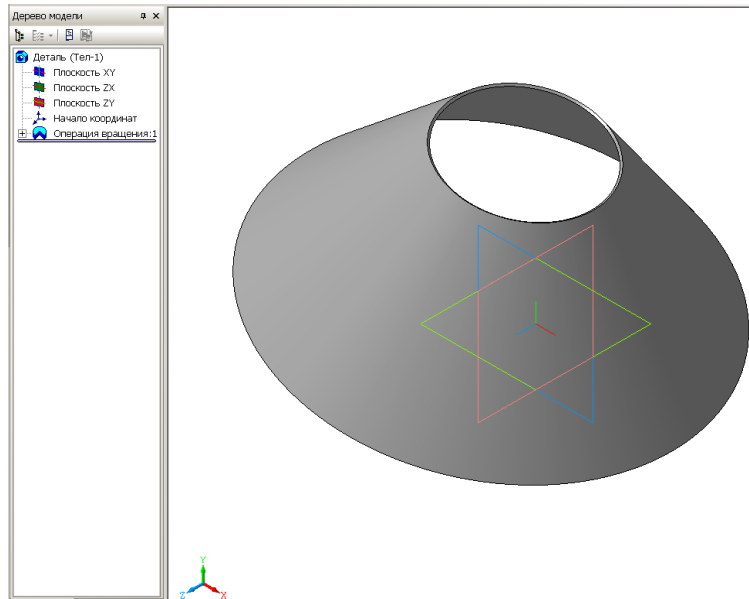 Дерево модели
Деталь (Тел-1)
Плоскость XY
Плоскость ZX
Плоскость ZY
Начало координат
Операция вращения:1
Y
Z
X